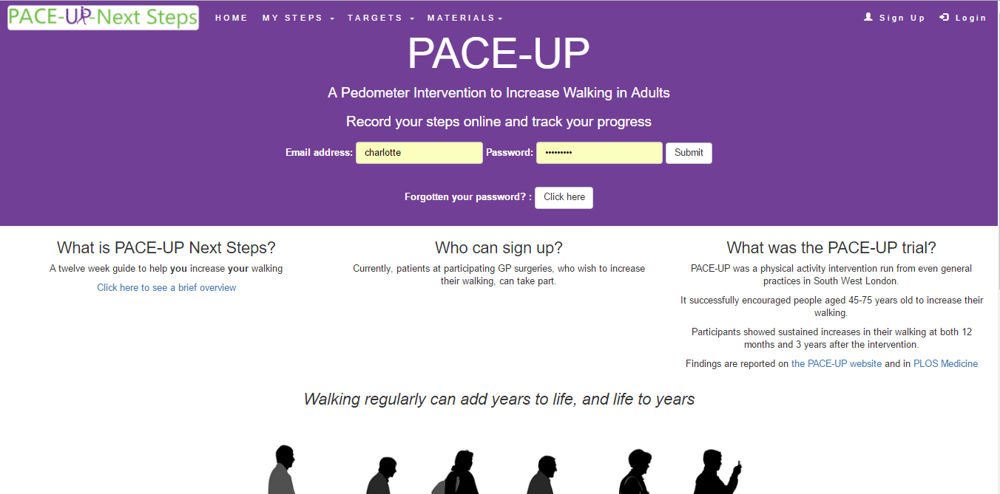 PACE-UP-Next Steps
HOME MY STEPS TARGETS MATERIALS Sign Up Login
PACE-UP
A Pedometer Intervention to Increase Walking in Adults
Record your steps online and track your progress
Email address: charlotte Password: ••••••••• Submit
Forgotten your password? : Click here
What is PACE-UP Next Steps?
A twelve week guide to help you increase your walking
Click here to see a brief overview
Who can sign up?
Currently, patients at participating GP surgeries, who wish to increase
their walking, can take part.
What was the PACE-UP trial?
PACE-UP was a physical activity intervention run from even general
practices in South West London.
It successfully encouraged people aged 45-75 years old to increase their
walking.
Participants showed sustained increases in their walking at both 12
months and 3 years after the intervention.
Findings are reported on the PACE-UP website and in PLOS Medicine
Walking regularly can add years to life, and life to years